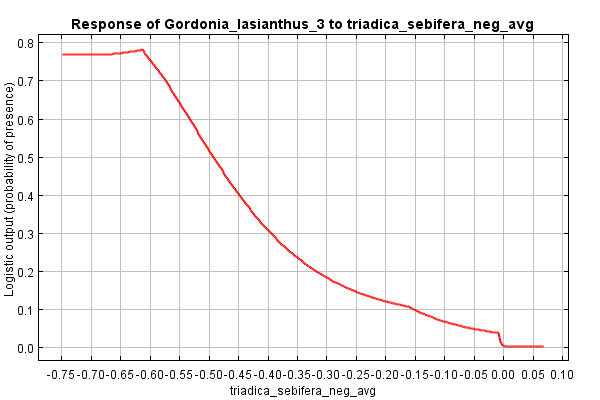 Response of Gordonia_lasianthus_3 to triadica_sebifera_neg_avg
Logistic output (probability of presence)
0.8
0.7
0.6
0.5
0.4
0.3
0.2
0.1
0.0
-0.75 -0.70 -0.65 -0.60 -0.55 -0.50 -0.45 -0.40 -0.35 -0.30 -0.25 -0.20 -0.15 -0.10 -0.05 0.00 0.05 0.10
triadica_sebifera_neg_avg